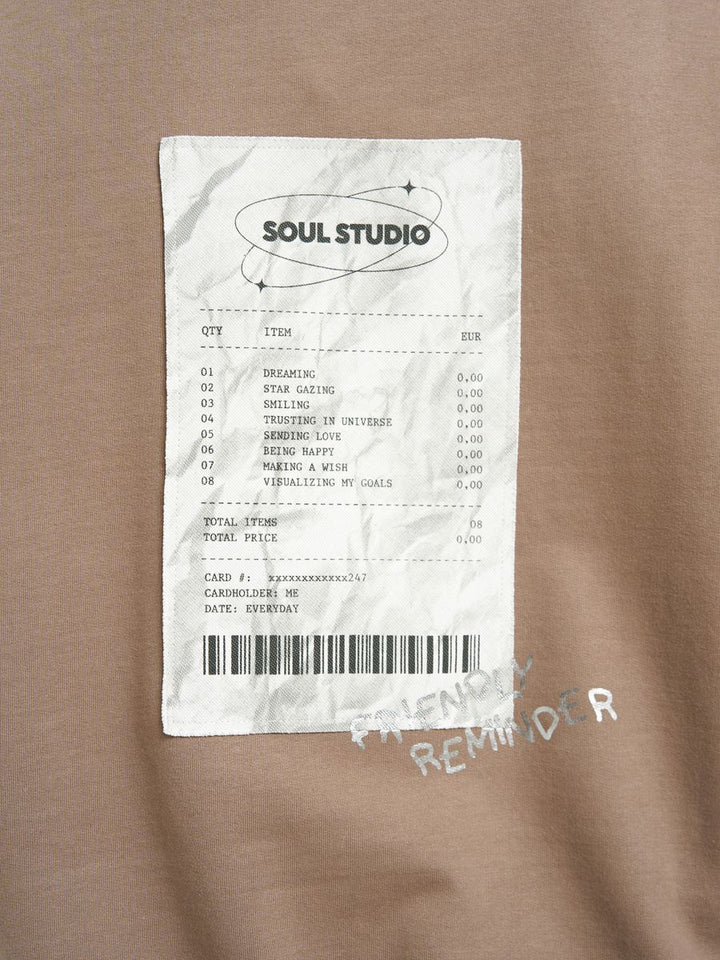 SOUL STUDIO
QTY ITEM EUR
01 DREAMING 0,00
02 STAR GAZING 0,00
03 SMILING 0,00
04 TRUSTING IN UNIVERSE 0,00
05 SENDING LOVE 0,00
06 BEING HAPPY 0,00
07 MAKING A WISH 0,00
08 VISUALIZING MY GOALS 0,00
TOTAL ITEMS 08
TOTAL PRICE 0,00
CARD #: xxxxxxxxxxxx247
CARDHOLDER: ME
DATE: EVERYDAY
FRIENDLY
REMINDER